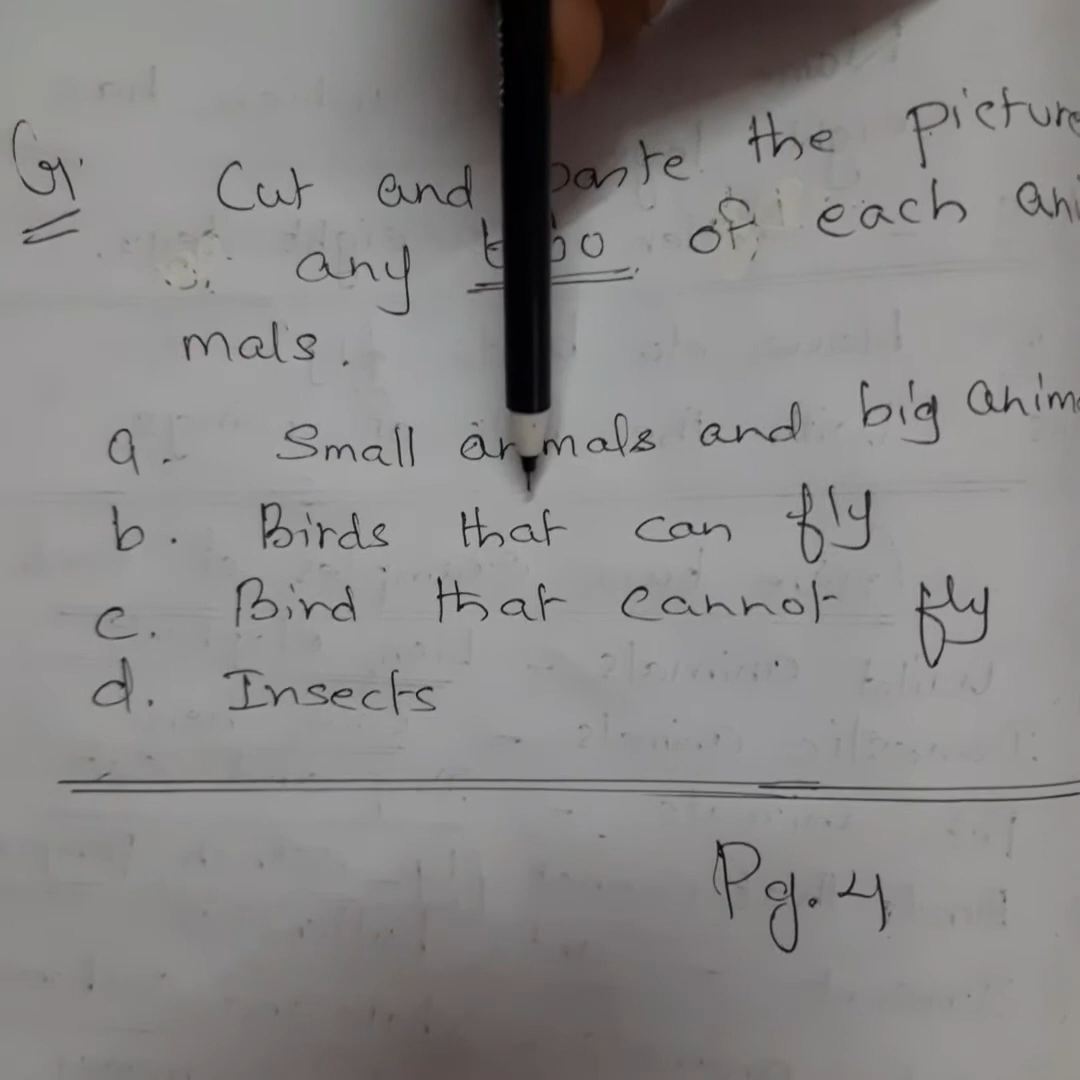 G. Cut and paste the picture
any two of each ani
mals.
a. Small animals and big anima
b. Birds that can fly
c. Bird that cannot fly
d. Insects
Pg. 4